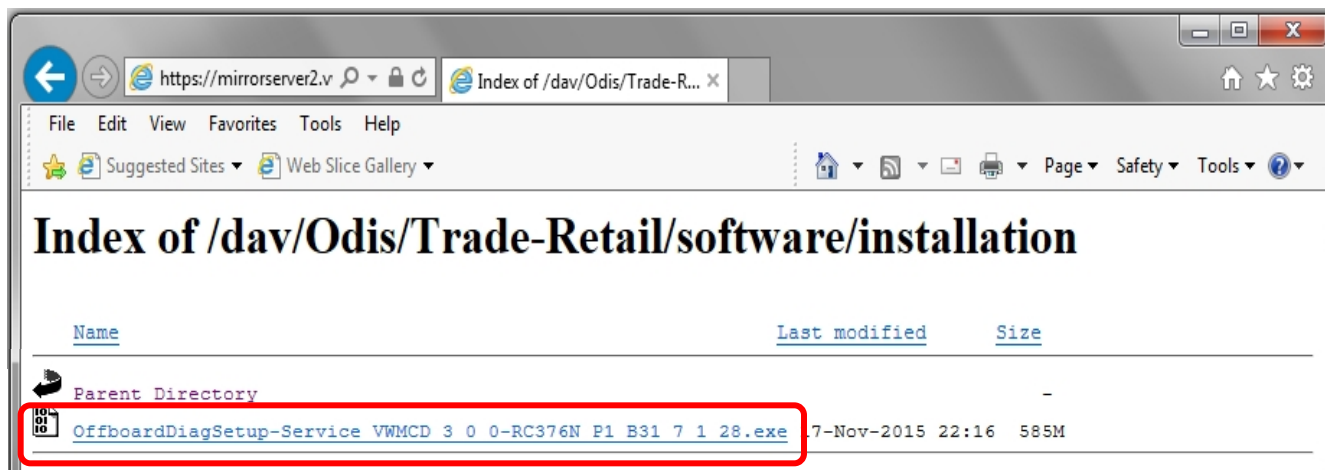 https://mirrorserver2.v
Index of /dav/Odis/Trade-R...
File Edit View Favorites Tools Help
Suggested Sites Web Slice Gallery Page Safety Tools
Index of /dav/Odis/Trade-Retail/software/installation
Name Last modified Size
Parent Directory -
OffboardDiagSetup-Service VWMCD 3 0 0-RC376N P1 B31 7 1 28.exe 17-Nov-2015 22:16 585M